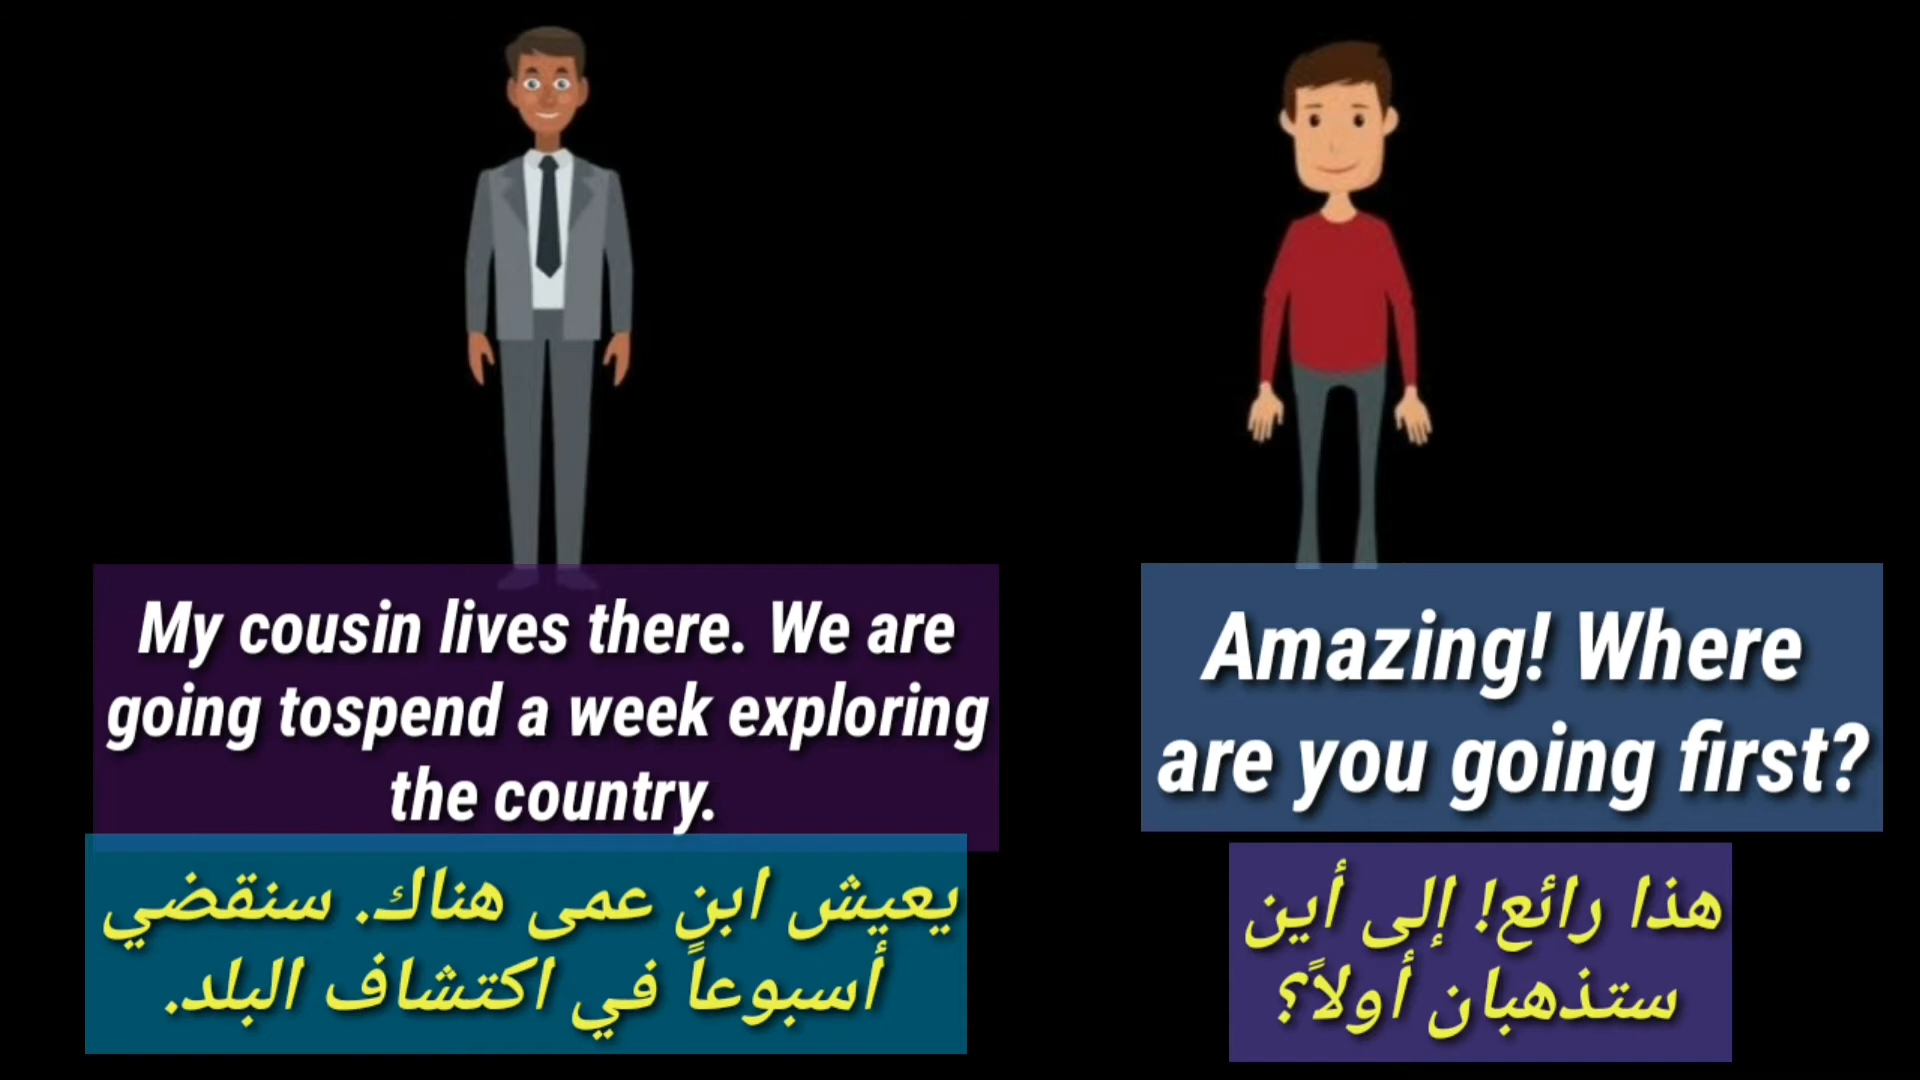 My cousin lives there. We are
going tospend a week exploring
the country.
يعيش ابن عمى هناك. سنقضي
أسبوعاً في اكتشاف البلد.
Amazing! Where
are you going first?
هذا رائع! إلى أين
ستذهبان أولاً؟